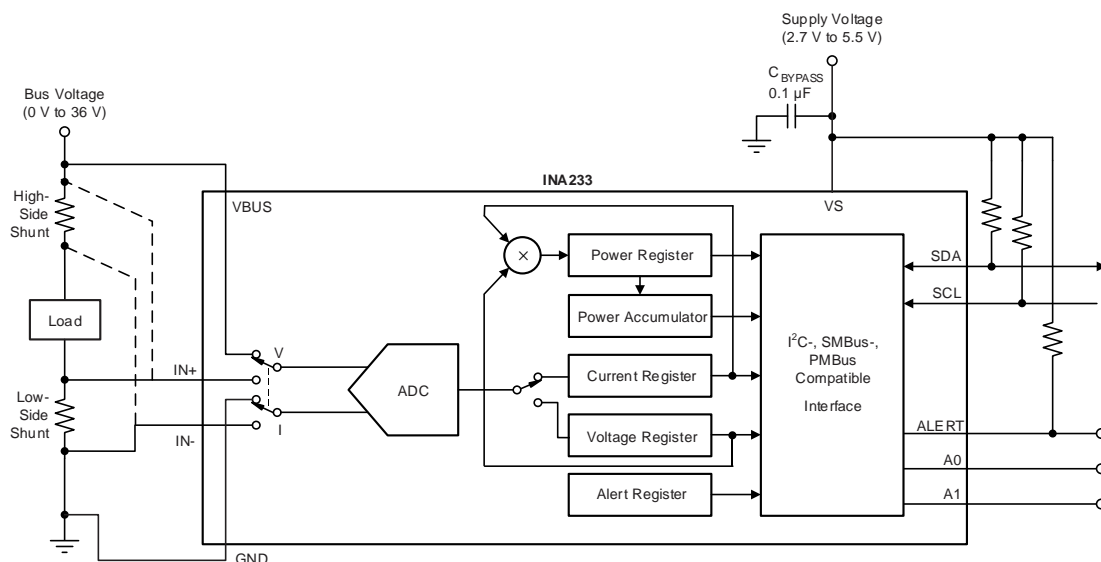 Supply Voltage
(2.7 V to 5.5 V)
CBYPASS
0.1 µF
Bus Voltage
(0 V to 36 V)
High-
Side
Shunt
Load
Low-
Side
Shunt
INA233
VBUS
VS
IN+
IN-
GND
V
I
ADC
×
Power Register
Power Accumulator
Current Register
Voltage Register
Alert Register
I²C-, SMBus-,
PMBus
Compatible
Interface
SDA
SCL
ALERT
A0
A1